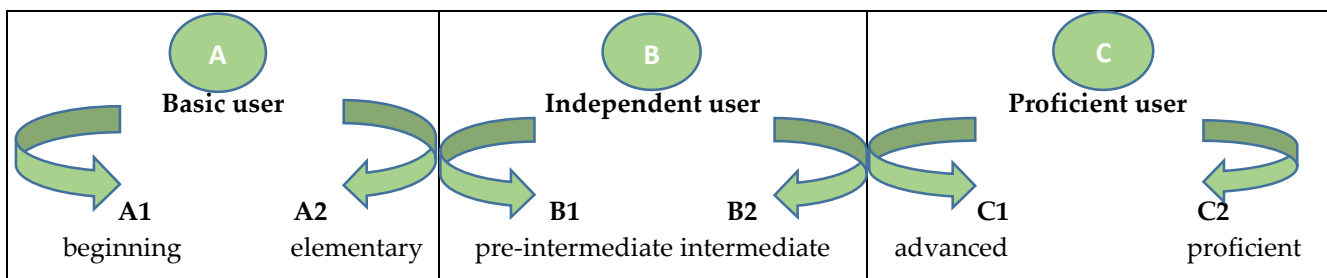 A
Basic user
A1 A2
beginning elementary
B
Independent user
B1 B2
pre-intermediate intermediate
C
Proficient user
C1 C2
advanced proficient